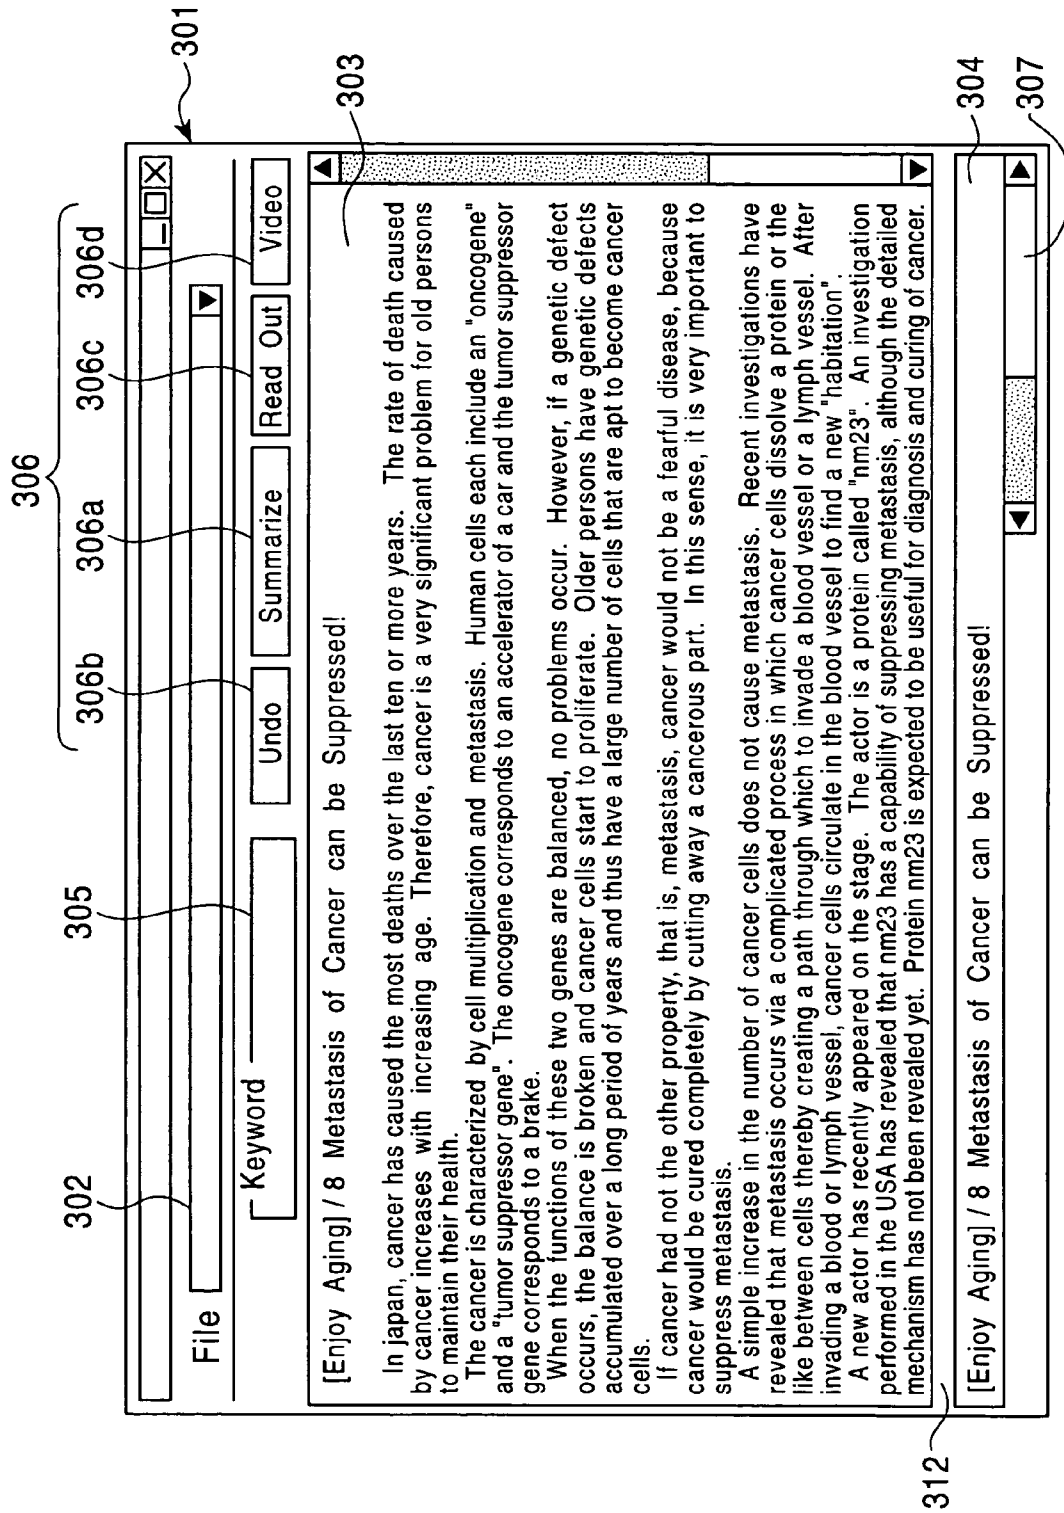 306
306b 306a 306c 306d
302 305
301
File
Keyword
Undo Summarize Read Out Video
303
[Enjoy Aging] / 8 Metastasis of Cancer can be Suppressed!
In japan, cancer has caused the most deaths over the last ten or more years. The rate of death caused
by cancer increases with increasing age. Therefore, cancer is a very significant problem for old persons
to maintain their health.
The cancer is characterized by cell multiplication and metastasis. Human cells each include an "oncogene"
and a "tumor suppressor gene". The oncogene corresponds to an accelerator of a car and the tumor suppressor
gene corresponds to a brake.
When the functions of these two genes are balanced, no problems occur. However, if a genetic defect
occurs, the balance is broken and cancer cells start to proliferate. Older persons have genetic defects
accumulated over a long period of years and thus have a large number of cells that are apt to become cancer
cells.
If cancer had not the other property, that is, metastasis, cancer would not be a fearful disease, because
cancer would be cured completely by cutting away a cancerous part. In this sense, it is very important to
suppress metastasis.
A simple increase in the number of cancer cells does not cause metastasis. Recent investigations have
revealed that metastasis occurs via a complicated process in which cancer cells dissolve a protein or the
like between cells thereby creating a path through which to invade a blood vessel or a lymph vessel. After
invading a blood or lymph vessel, cancer cells circulate in the blood vessel to find a new "habitation".
A new actor has recently appeared on the stage. The actor is a protein called "nm23". An investigation
performed in the USA has revealed that nm23 has a capability of suppressing metastasis, although the detailed
mechanism has not been revealed yet. Protein nm23 is expected to be useful for diagnosis and curing of cancer.
312
[Enjoy Aging] / 8 Metastasis of Cancer can be Suppressed!
304
307